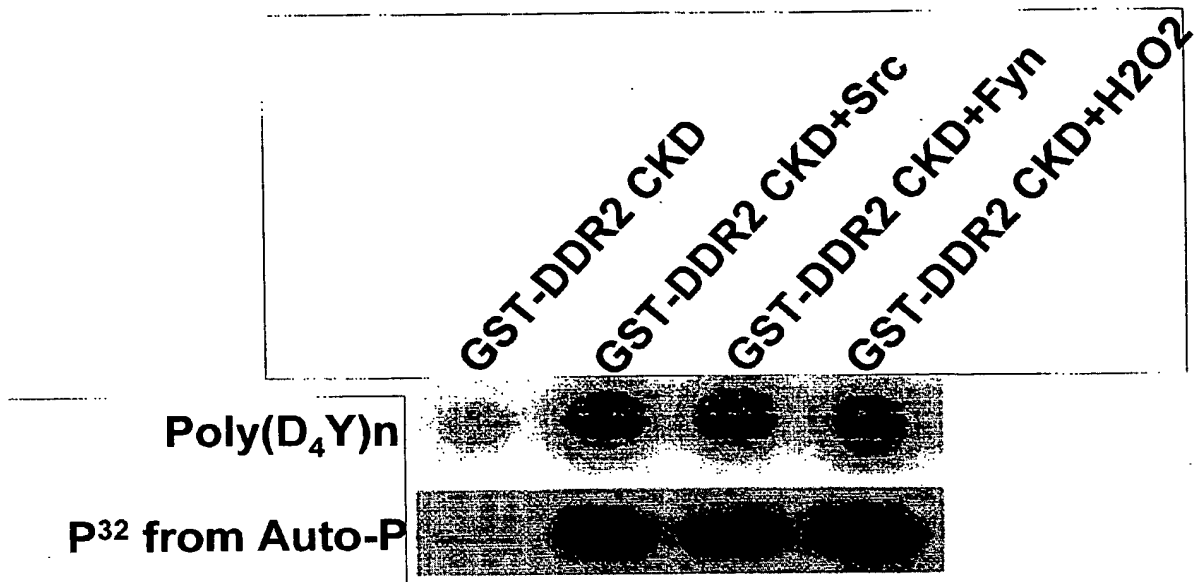 GST-DDR2 CKD
GST-DDR2 CKD+Src
GST-DDR2 CKD+Fyn
GST-DDR2 CKD+H2O2
Poly(D₄Y)n
P³² from Auto-P